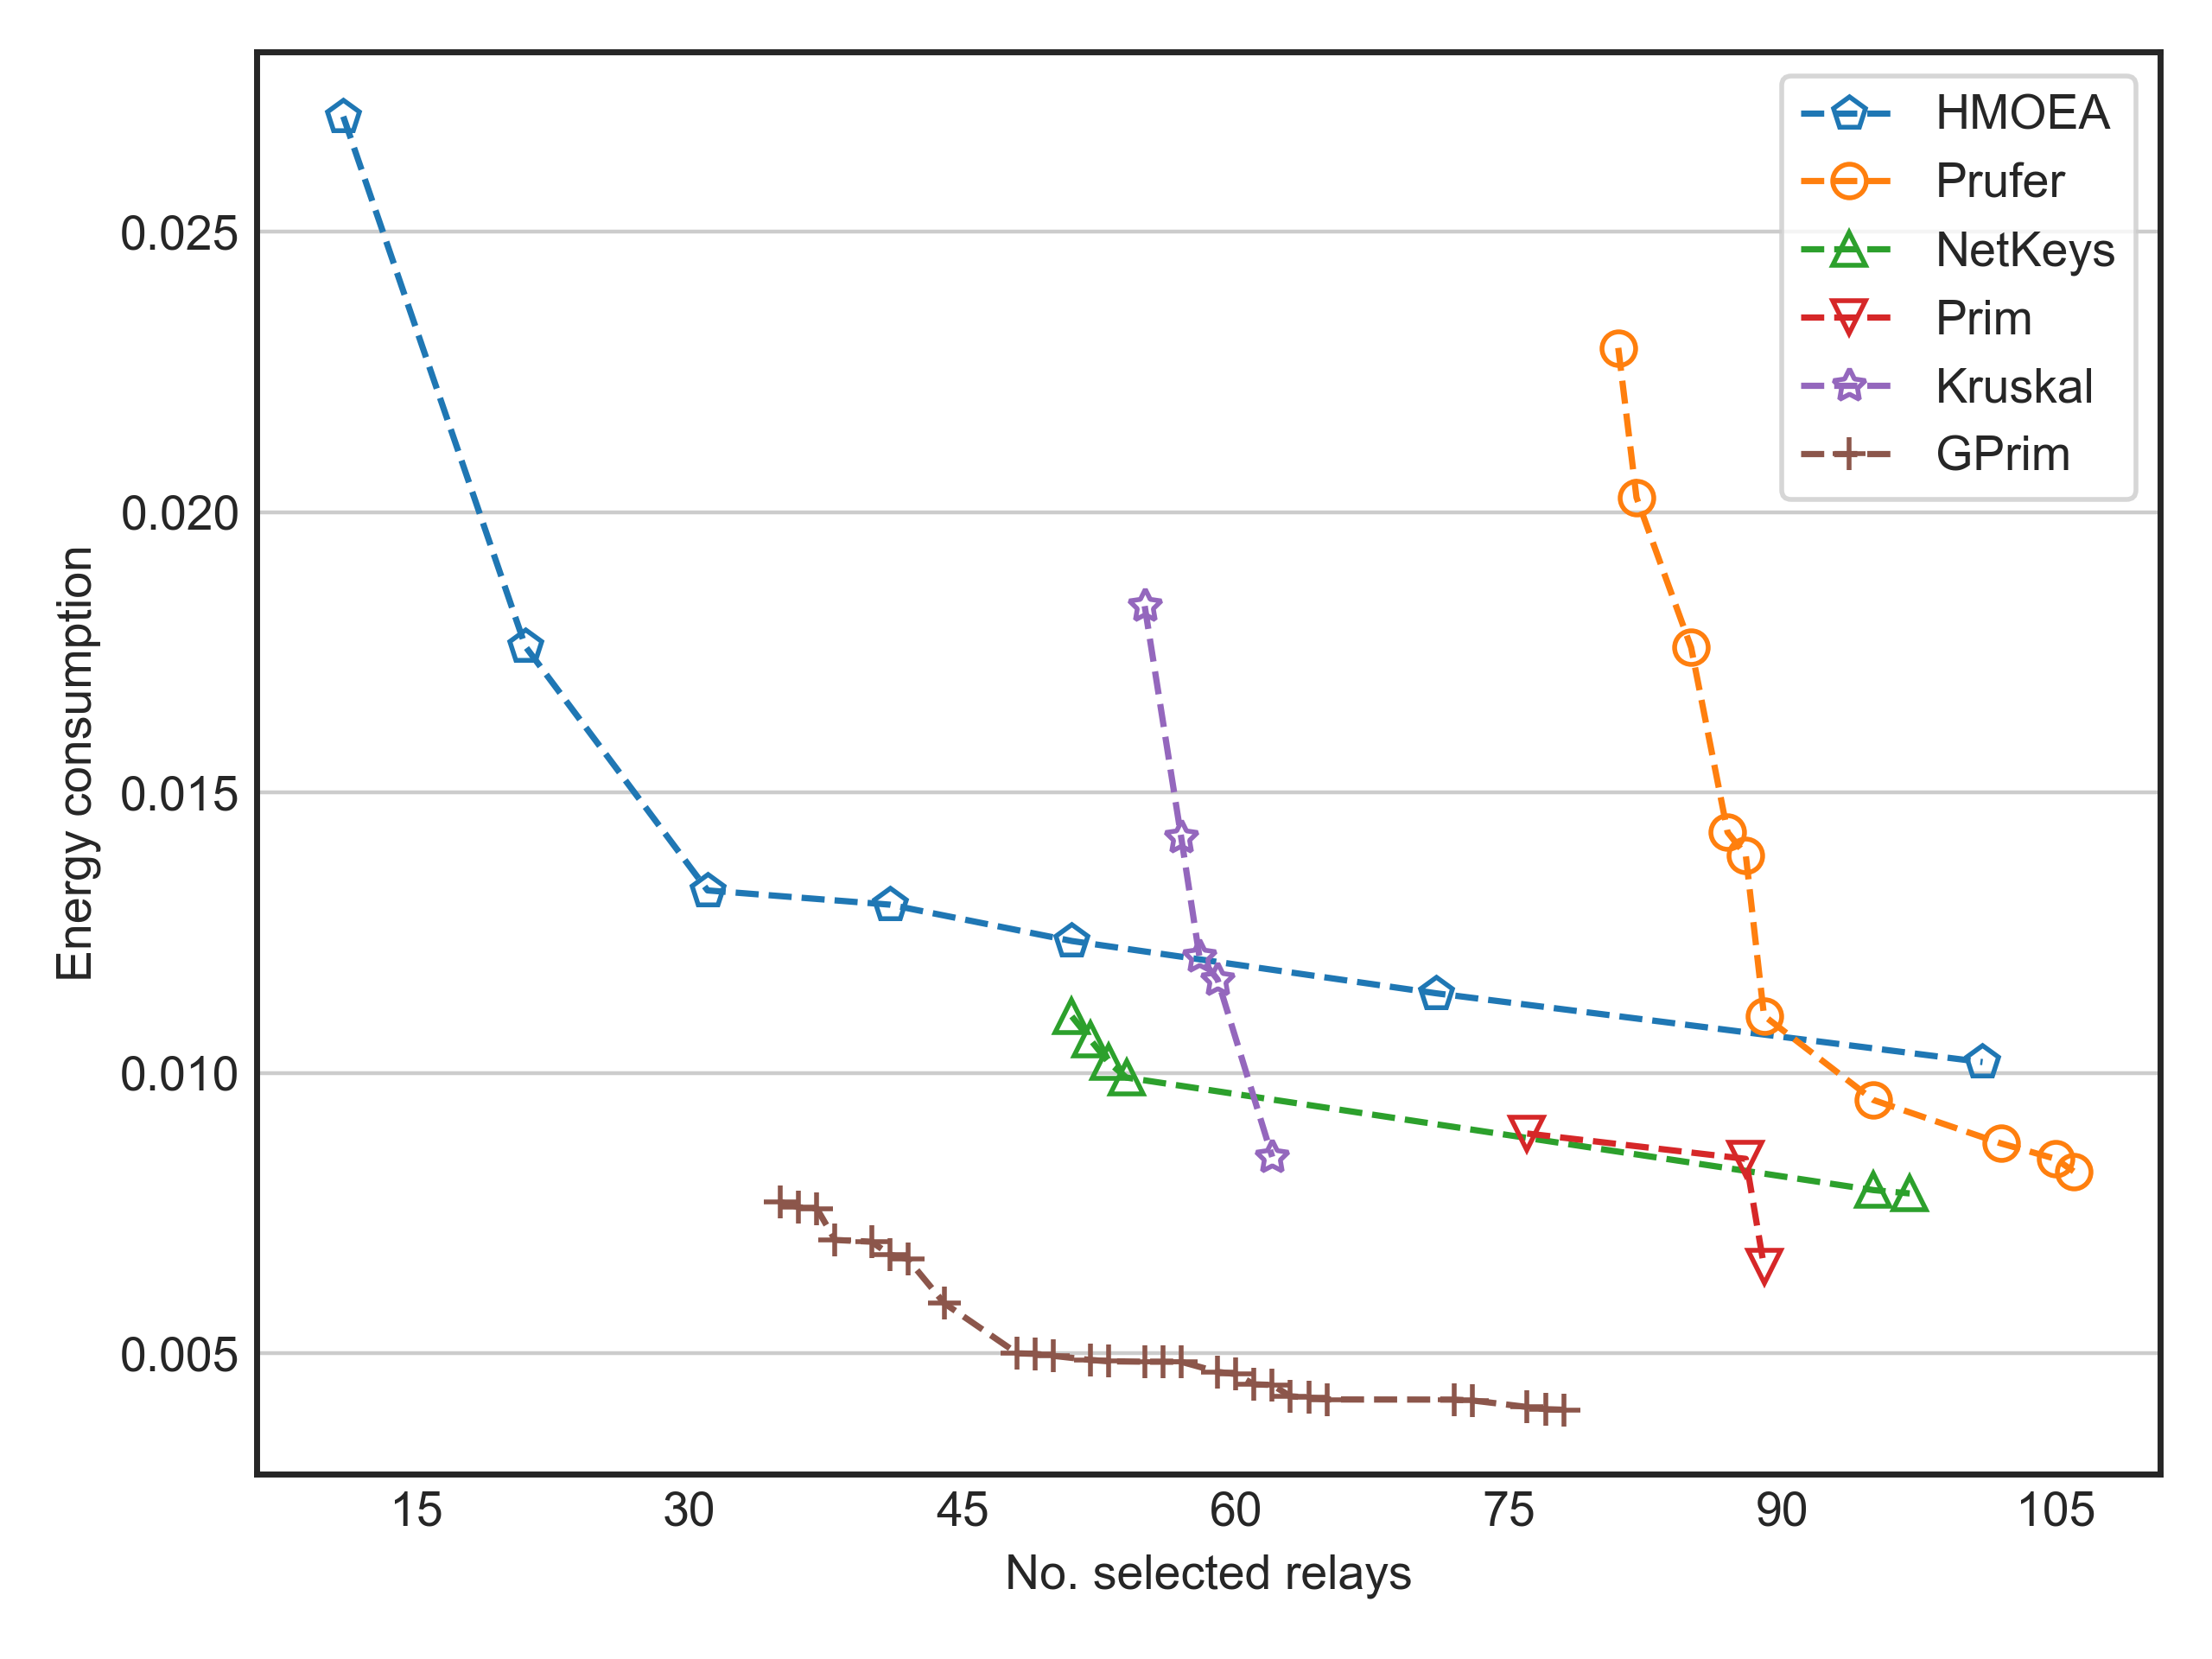 HMOEA
Prufer
NetKeys
Prim
Kruskal
GPrim
Energy consumption
0.025
0.020
0.015
0.010
0.005
15 30 45 60 75 90 105
No. selected relays